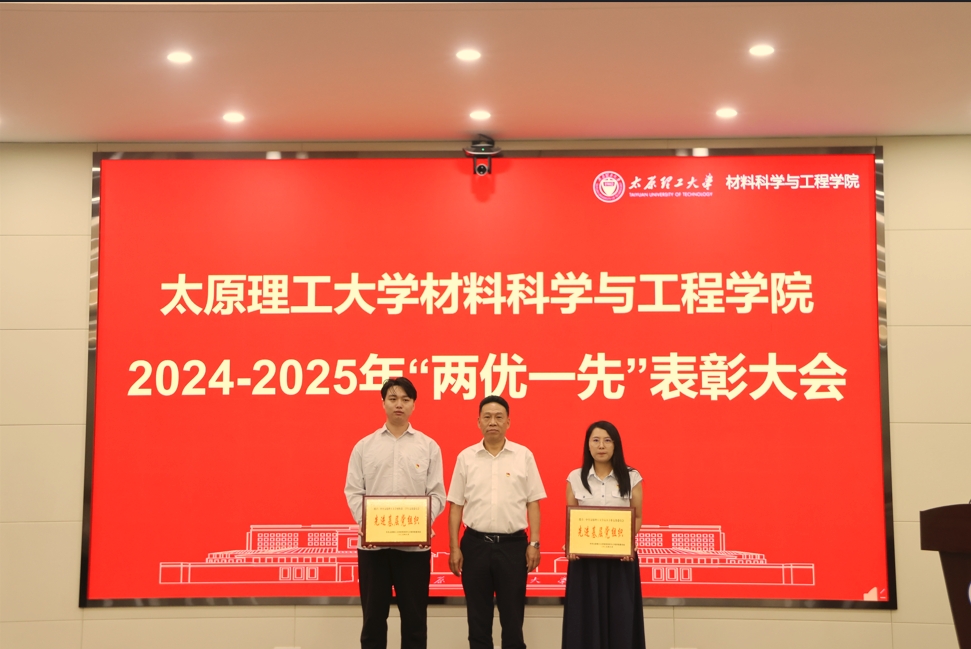 太原理工大学 材料科学与工程学院
TAIYUAN UNIVERSITY OF TECHNOLOGY
太原理工大学材料科学与工程学院
2024-2025年“两优一先”表彰大会
先进基层党组织
先进基层党组织